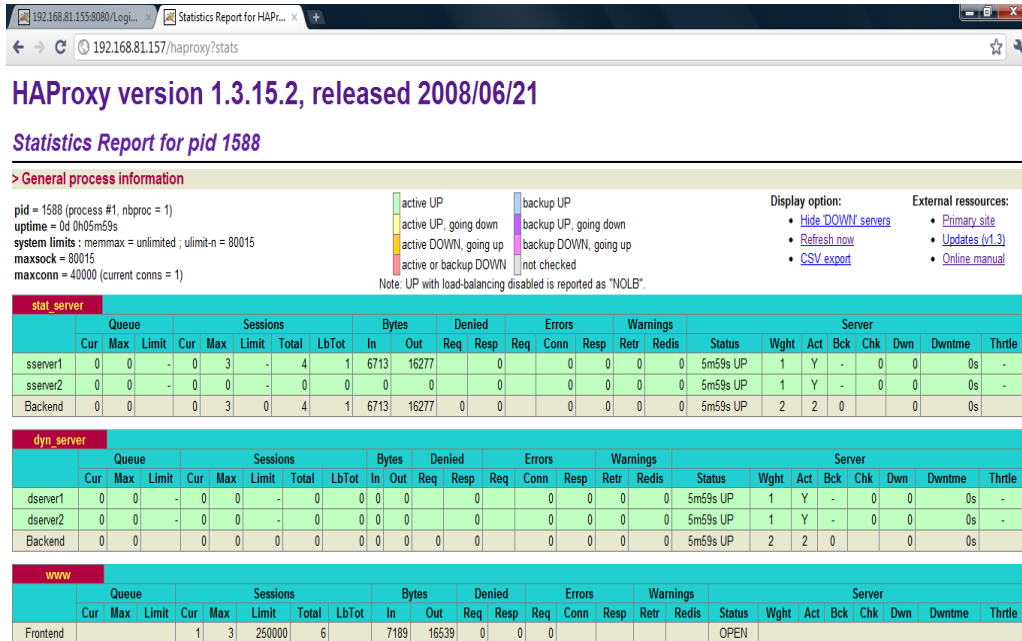 192.168.81.155:8080/Logi... × Statistics Report for HAPr... × +
192.168.81.157/haproxy?stats
HAProxy version 1.3.15.2, released 2008/06/21
Statistics Report for pid 1588
> General process information
pid = 1588 (process #1, nbproc = 1)
uptime = 0d 0h05m59s
system limits : memmax = unlimited ; ulimit-n = 80015
maxsock = 80015
maxconn = 40000 (current conns = 1)
active UP backup UP
active UP, going down backup UP, going down
active DOWN, going up backup DOWN, going up
active or backup DOWN not checked
Note: UP with load-balancing disabled is reported as "NOLB".
Display option:
• Hide 'DOWN' servers
• Refresh now
• CSV export
External ressources:
• Primary site
• Updates (v1.3)
• Online manual
stat_server
Queue Sessions Bytes Denied Errors Warnings Server
Cur Max Limit Cur Max Limit Total LbTot In Out Req Resp Req Conn Resp Retr Redis Status Wght Act Bck Chk Dwn Dwntme Thrtle
sserver1 0 0 - 0 3 - 4 1 6713 16277 0 0 0 0 0 5m59s UP 1 Y - 0 0 0s -
sserver2 0 0 - 0 0 - 0 0 0 0 0 0 0 0 0 5m59s UP 1 Y - 0 0 0s -
Backend 0 0 0 3 0 4 1 6713 16277 0 0 0 0 0 0 5m59s UP 2 2 0 0 0s
dyn_server
Queue Sessions Bytes Denied Errors Warnings Server
Cur Max Limit Cur Max Limit Total LbTot In Out Req Resp Req Conn Resp Retr Redis Status Wght Act Bck Chk Dwn Dwntme Thrtle
dserver1 0 0 - 0 0 - 0 0 0 0 0 0 0 0 0 5m59s UP 1 Y - 0 0 0s -
dserver2 0 0 - 0 0 - 0 0 0 0 0 0 0 0 0 5m59s UP 1 Y - 0 0 0s -
Backend 0 0 0 0 0 0 0 0 0 0 0 0 0 0 0 5m59s UP 2 2 0 0 0s
www
Queue Sessions Bytes Denied Errors Warnings Server
Cur Max Limit Cur Max Limit Total LbTot In Out Req Resp Req Conn Resp Retr Redis Status Wght Act Bck Chk Dwn Dwntme Thrtle
Frontend 1 3 250000 6 7189 16539 0 0 0 OPEN